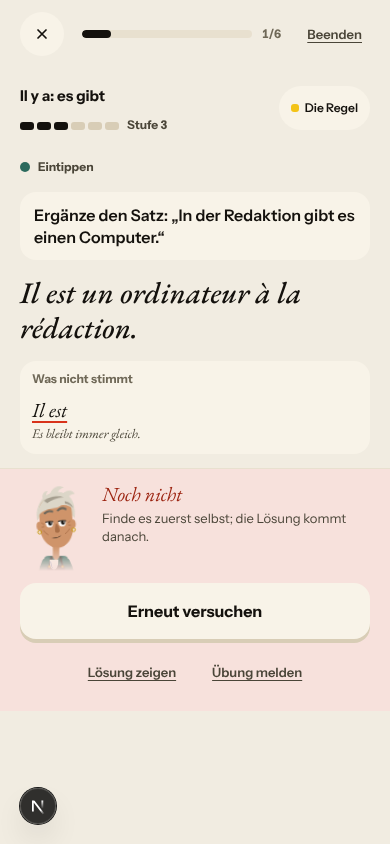 1/6
Beenden
Il y a: es gibt
Stufe 3
Die Regel
Eintippen
Ergänze den Satz: „In der Redaktion gibt es
einen Computer.“
Il est un ordinateur à la
rédaction.
Was nicht stimmt
Il est
Es bleibt immer gleich.
Noch nicht
Finde es zuerst selbst; die Lösung kommt
danach.
Erneut versuchen
Lösung zeigen
Übung melden
N